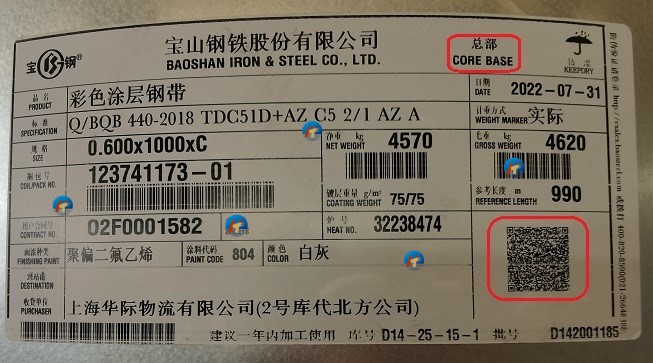 宝钢
宝山钢铁股份有限公司
BAOSHAN IRON & STEEL CO., LTD.
总部
CORE BASE
KEEPDRY
品名
PRODUCT
彩色涂层钢带
日期
DATE
2022-07-31
标准
SPECIFICATION
Q/BQB 440-2018 TDC51D+AZ C5 2/1 AZ A
计重方式
WEIGHT MARKER
实际
规格
SIZE
0.600x1000xC
净重 kg
NET WEIGHT
4570
毛重 kg
GROSS WEIGHT
4620
钢卷号
COIL/PACK NO.
123741173-01
镀层重量 g/m²
COATING WEIGHT
75/75
参考长度 m
REFERENCE LENGTH
990
用户合同号
CONTRACT NO.
02F0001582
炉号
HEAT NO.
32238474
面漆种类
FINISHING PAINT
聚偏二氟乙烯
涂料代码
PAINT CODE
804
颜色
COLOR
白灰
到站港
DESTINATION
收货单位
PURCHASER
上海华际物流有限公司(2号库代北方公司)
建议一年内加工使用
库号 D14-25-15-1
批号 D142001185